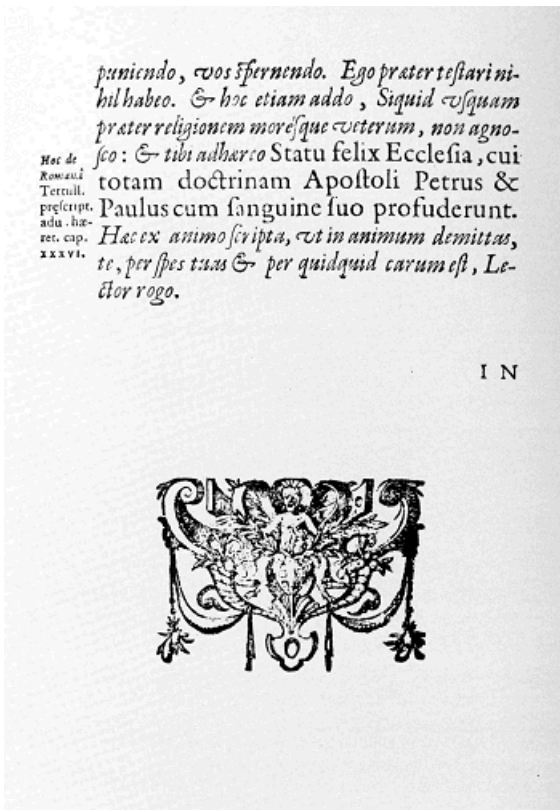 puniendo, vos ſpernendo. Ego præter teſtari ni-
hil habeo. & hoc etiam addo, Siquid vſquam
præter religionem moreſque veterum, non agno-
ſco: & tibi adhæreo Statu felix Eccleſia, cui
totam doctrinam Apoſtoli Petrus &
Paulus cum ſanguine ſuo profuderunt.
Hæc ex animo ſcripta, vt in animum demittas,
te, per ſpes tuas & per quidquid carum eſt, Le-
ctor rogo.
Hoc de
Tertull.
preſcript.
adu. hæ-
ret. cap.
XXXVI.
I N